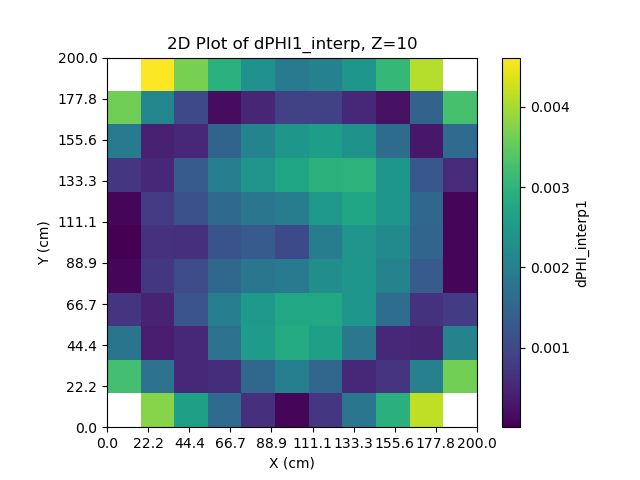 2D Plot of dPHI1_interp, Z=10
200.0
177.8
155.6
133.3
111.1
88.9
66.7
44.4
22.2
0.0
Y (cm)
0.0 22.2 44.4 66.7 88.9 111.1 133.3 155.6 177.8 200.0
X (cm)
0.004
0.003
0.002
0.001
dPHI_interp1